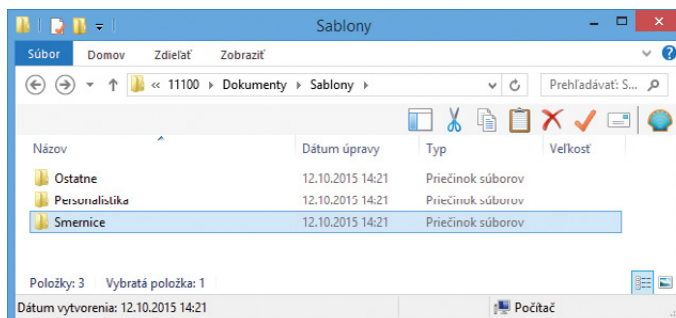 Sablony
Súbor Domov Zdieľať Zobraziť
« 11100 Dokumenty Sablony Prehľadávať: S...
Názov Dátum úpravy Typ Veľkosť
Ostatne 12.10.2015 14:21 Priečinok súborov
Personalistika 12.10.2015 14:21 Priečinok súborov
Smernice 12.10.2015 14:21 Priečinok súborov
Položky: 3 Vybratá položka: 1
Dátum vytvorenia: 12.10.2015 14:21 Počítač